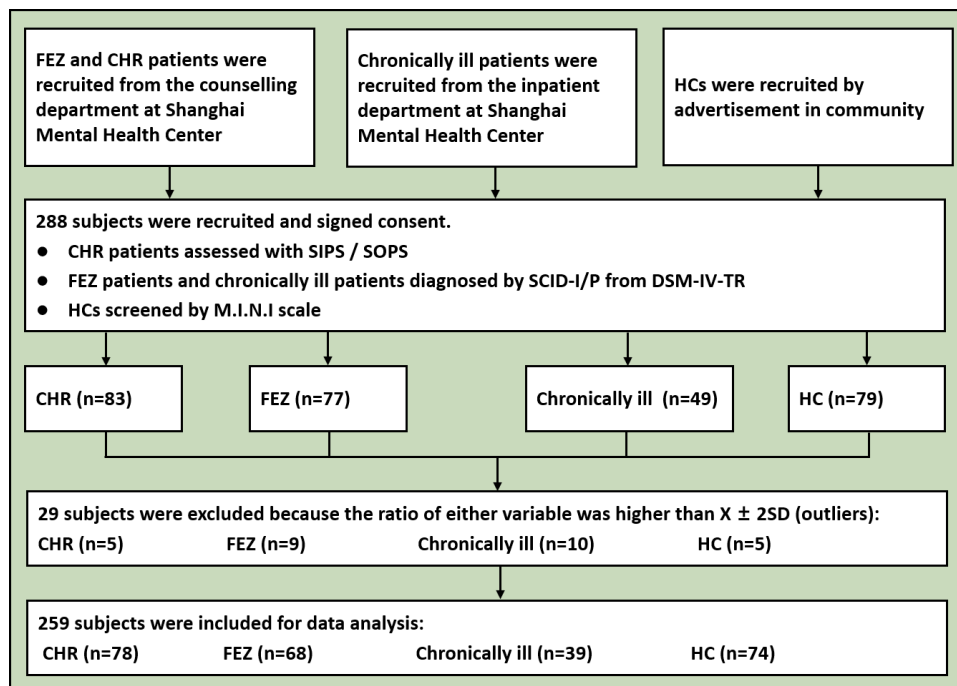 FEZ and CHR patients were
recruited from the counselling
department at Shanghai
Mental Health Center
Chronically ill patients were
recruited from the inpatient
department at Shanghai
Mental Health Center
HCs were recruited by
advertisement in community
288 subjects were recruited and signed consent.
● CHR patients assessed with SIPS / SOPS
● FEZ patients and chronically ill patients diagnosed by SCID-I/P from DSM-IV-TR
● HCs screened by M.I.N.I scale
CHR (n=83)
FEZ (n=77)
Chronically ill (n=49)
HC (n=79)
29 subjects were excluded because the ratio of either variable was higher than X ± 2SD (outliers):
CHR (n=5) FEZ (n=9) Chronically ill (n=10) HC (n=5)
259 subjects were included for data analysis:
CHR (n=78) FEZ (n=68) Chronically ill (n=39) HC (n=74)